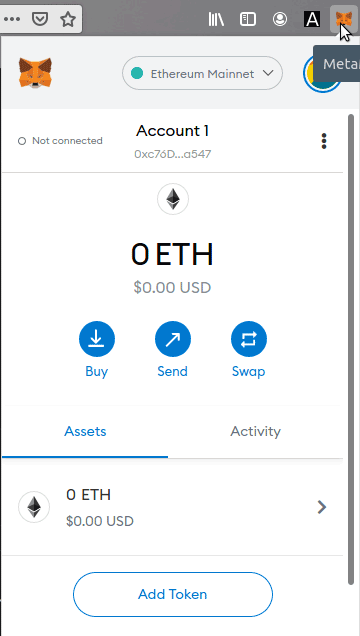 A
Ethereum Mainnet
Meta
Not connected
Account 1
0xc76D...a547
0 ETH
$0.00 USD
Buy
Send
Swap
Assets
Activity
0 ETH
$0.00 USD
Add Token